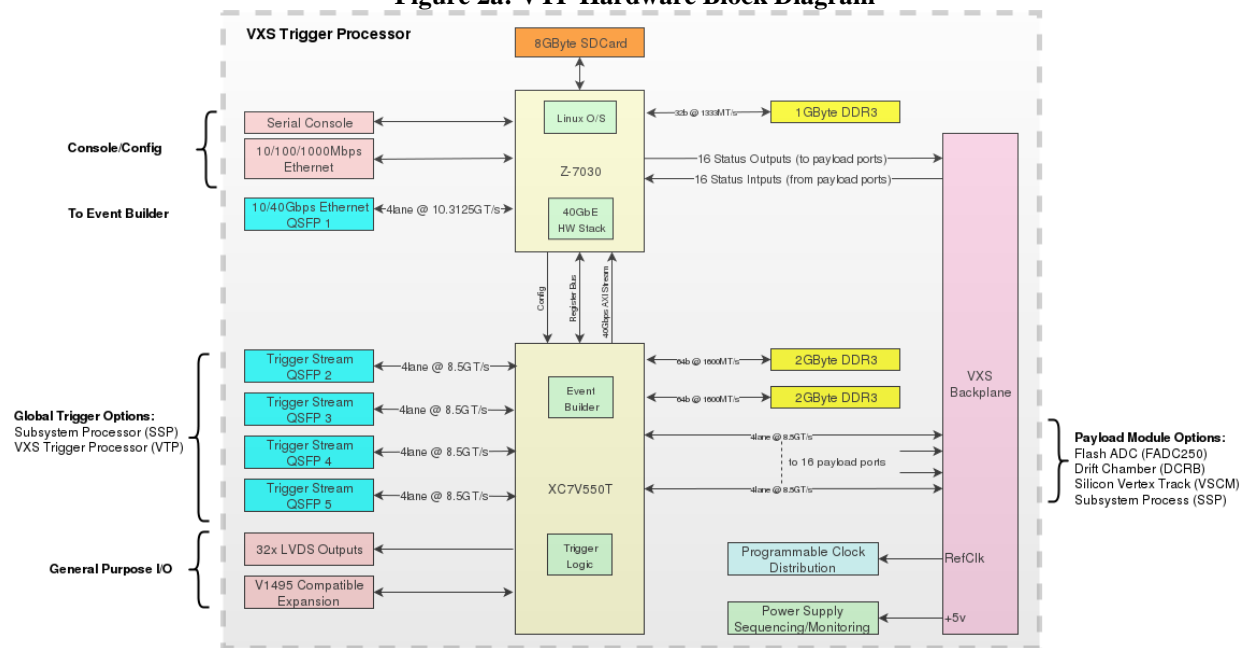 Figure 2a: VTP Hardware Block Diagram
VXS Trigger Processor
8GByte SDCard
Linux O/S
32b @ 1333MT/s
1GByte DDR3
Serial Console
Console/Config
10/100/1000Mbps
Ethernet
Z-7030
16 Status Outputs (to payload ports)
16 Status Intputs (from payload ports)
To Event Builder
10/40Gbps Ethernet
QSFP 1
4lane @ 10.3125GT/s
40GbE
HW Stack
Config
Register Bus
40Gbps AXI Stream
Trigger Stream
QSFP 2
4lane @ 8.5GT/s
64b @ 1600MT/s
2GByte DDR3
Trigger Stream
QSFP 3
4lane @ 8.5GT/s
Event
Builder
64b @ 1600MT/s
2GByte DDR3
VXS
Backplane
Global Trigger Options:
Subsystem Processor (SSP)
VXS Trigger Processor (VTP)
Trigger Stream
QSFP 4
4lane @ 8.5GT/s
4lane @ 8.5GT/s
to 16 payload ports
4lane @ 8.5GT/s
Payload Module Options:
Flash ADC (FADC250)
Drift Chamber (DCRB)
Silicon Vertex Track (VSCM)
Subsystem Process (SSP)
Trigger Stream
QSFP 5
4lane @ 8.5GT/s
XC7V550T
General Purpose I/O
32x LVDS Outputs
V1495 Compatible
Expansion
Trigger
Logic
Programmable Clock
Distribution
RefClk
Power Supply
Sequencing/Monitoring
+5v